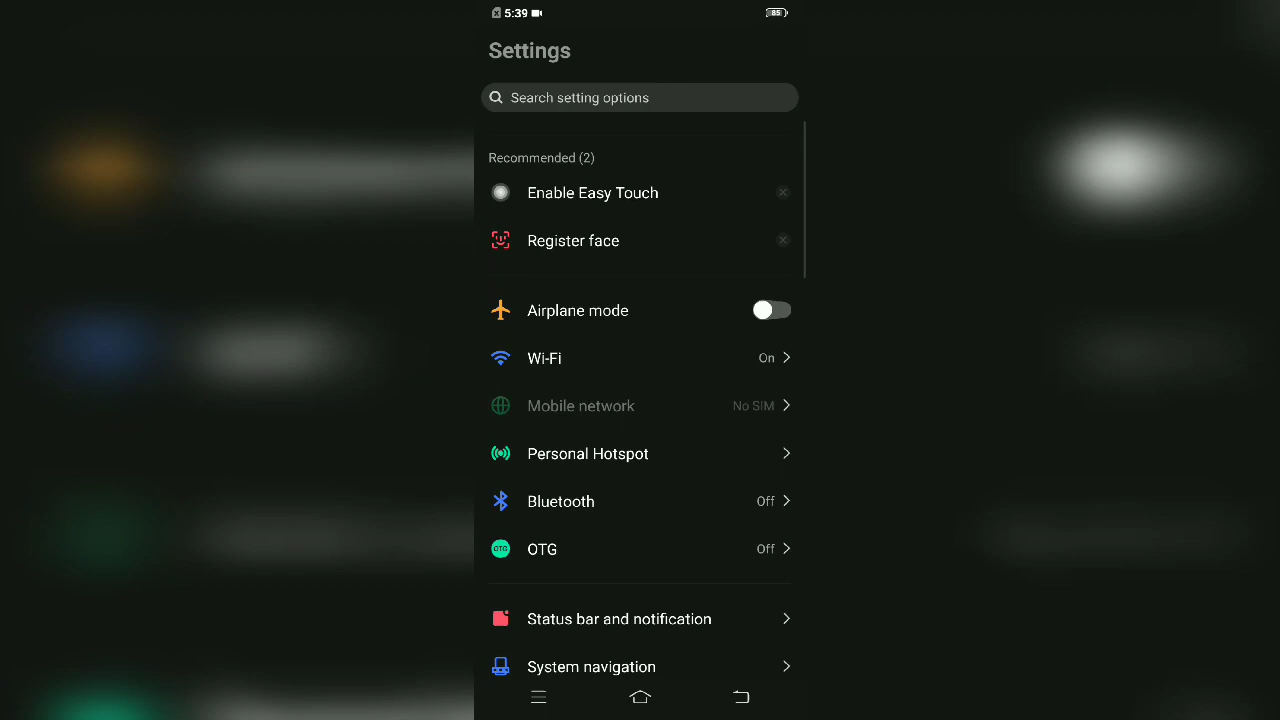 5:39 85
Settings
Search setting options
Recommended (2)
Enable Easy Touch
Register face
Airplane mode
Wi-Fi On
Mobile network No SIM
Personal Hotspot
Bluetooth Off
OTG OTG Off
Status bar and notification
System navigation